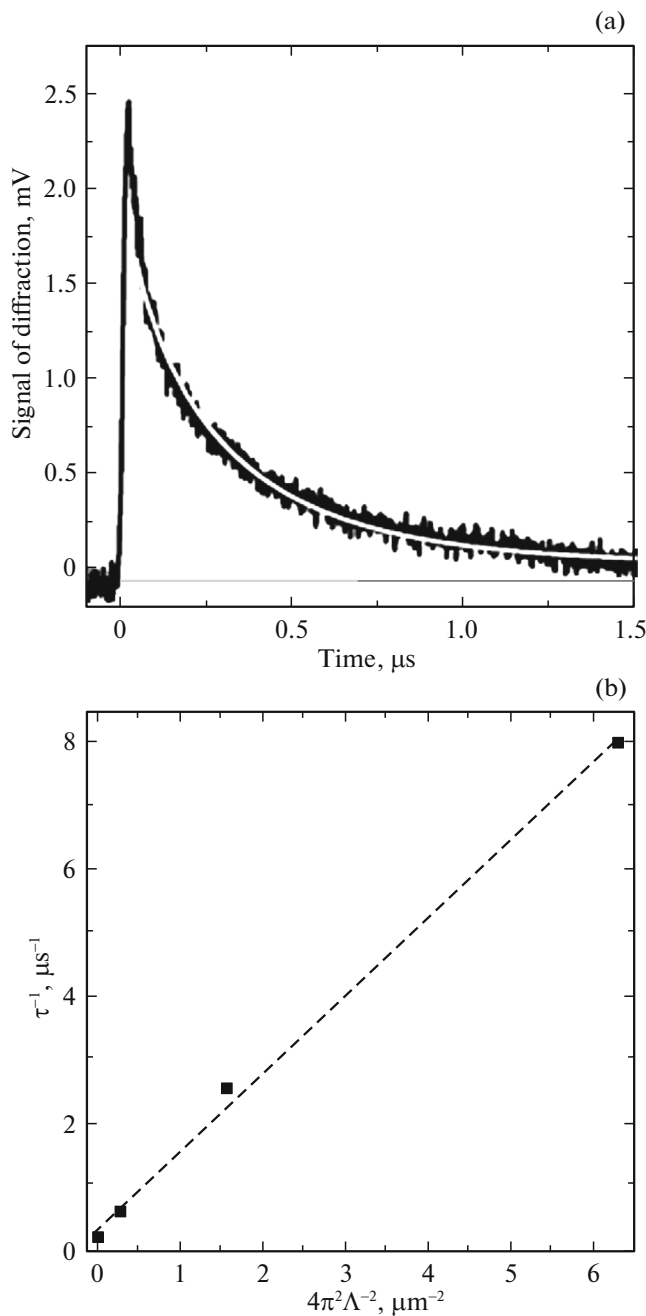 (a)
Signal of diffraction, mV
2.5
2.0
1.5
1.0
0.5
0
0 0.5 1.0 1.5
Time, μs
(b)
τ⁻¹, μs⁻¹
8
6
4
2
0
0 1 2 3 4 5 6
4π²Λ⁻², μm⁻²